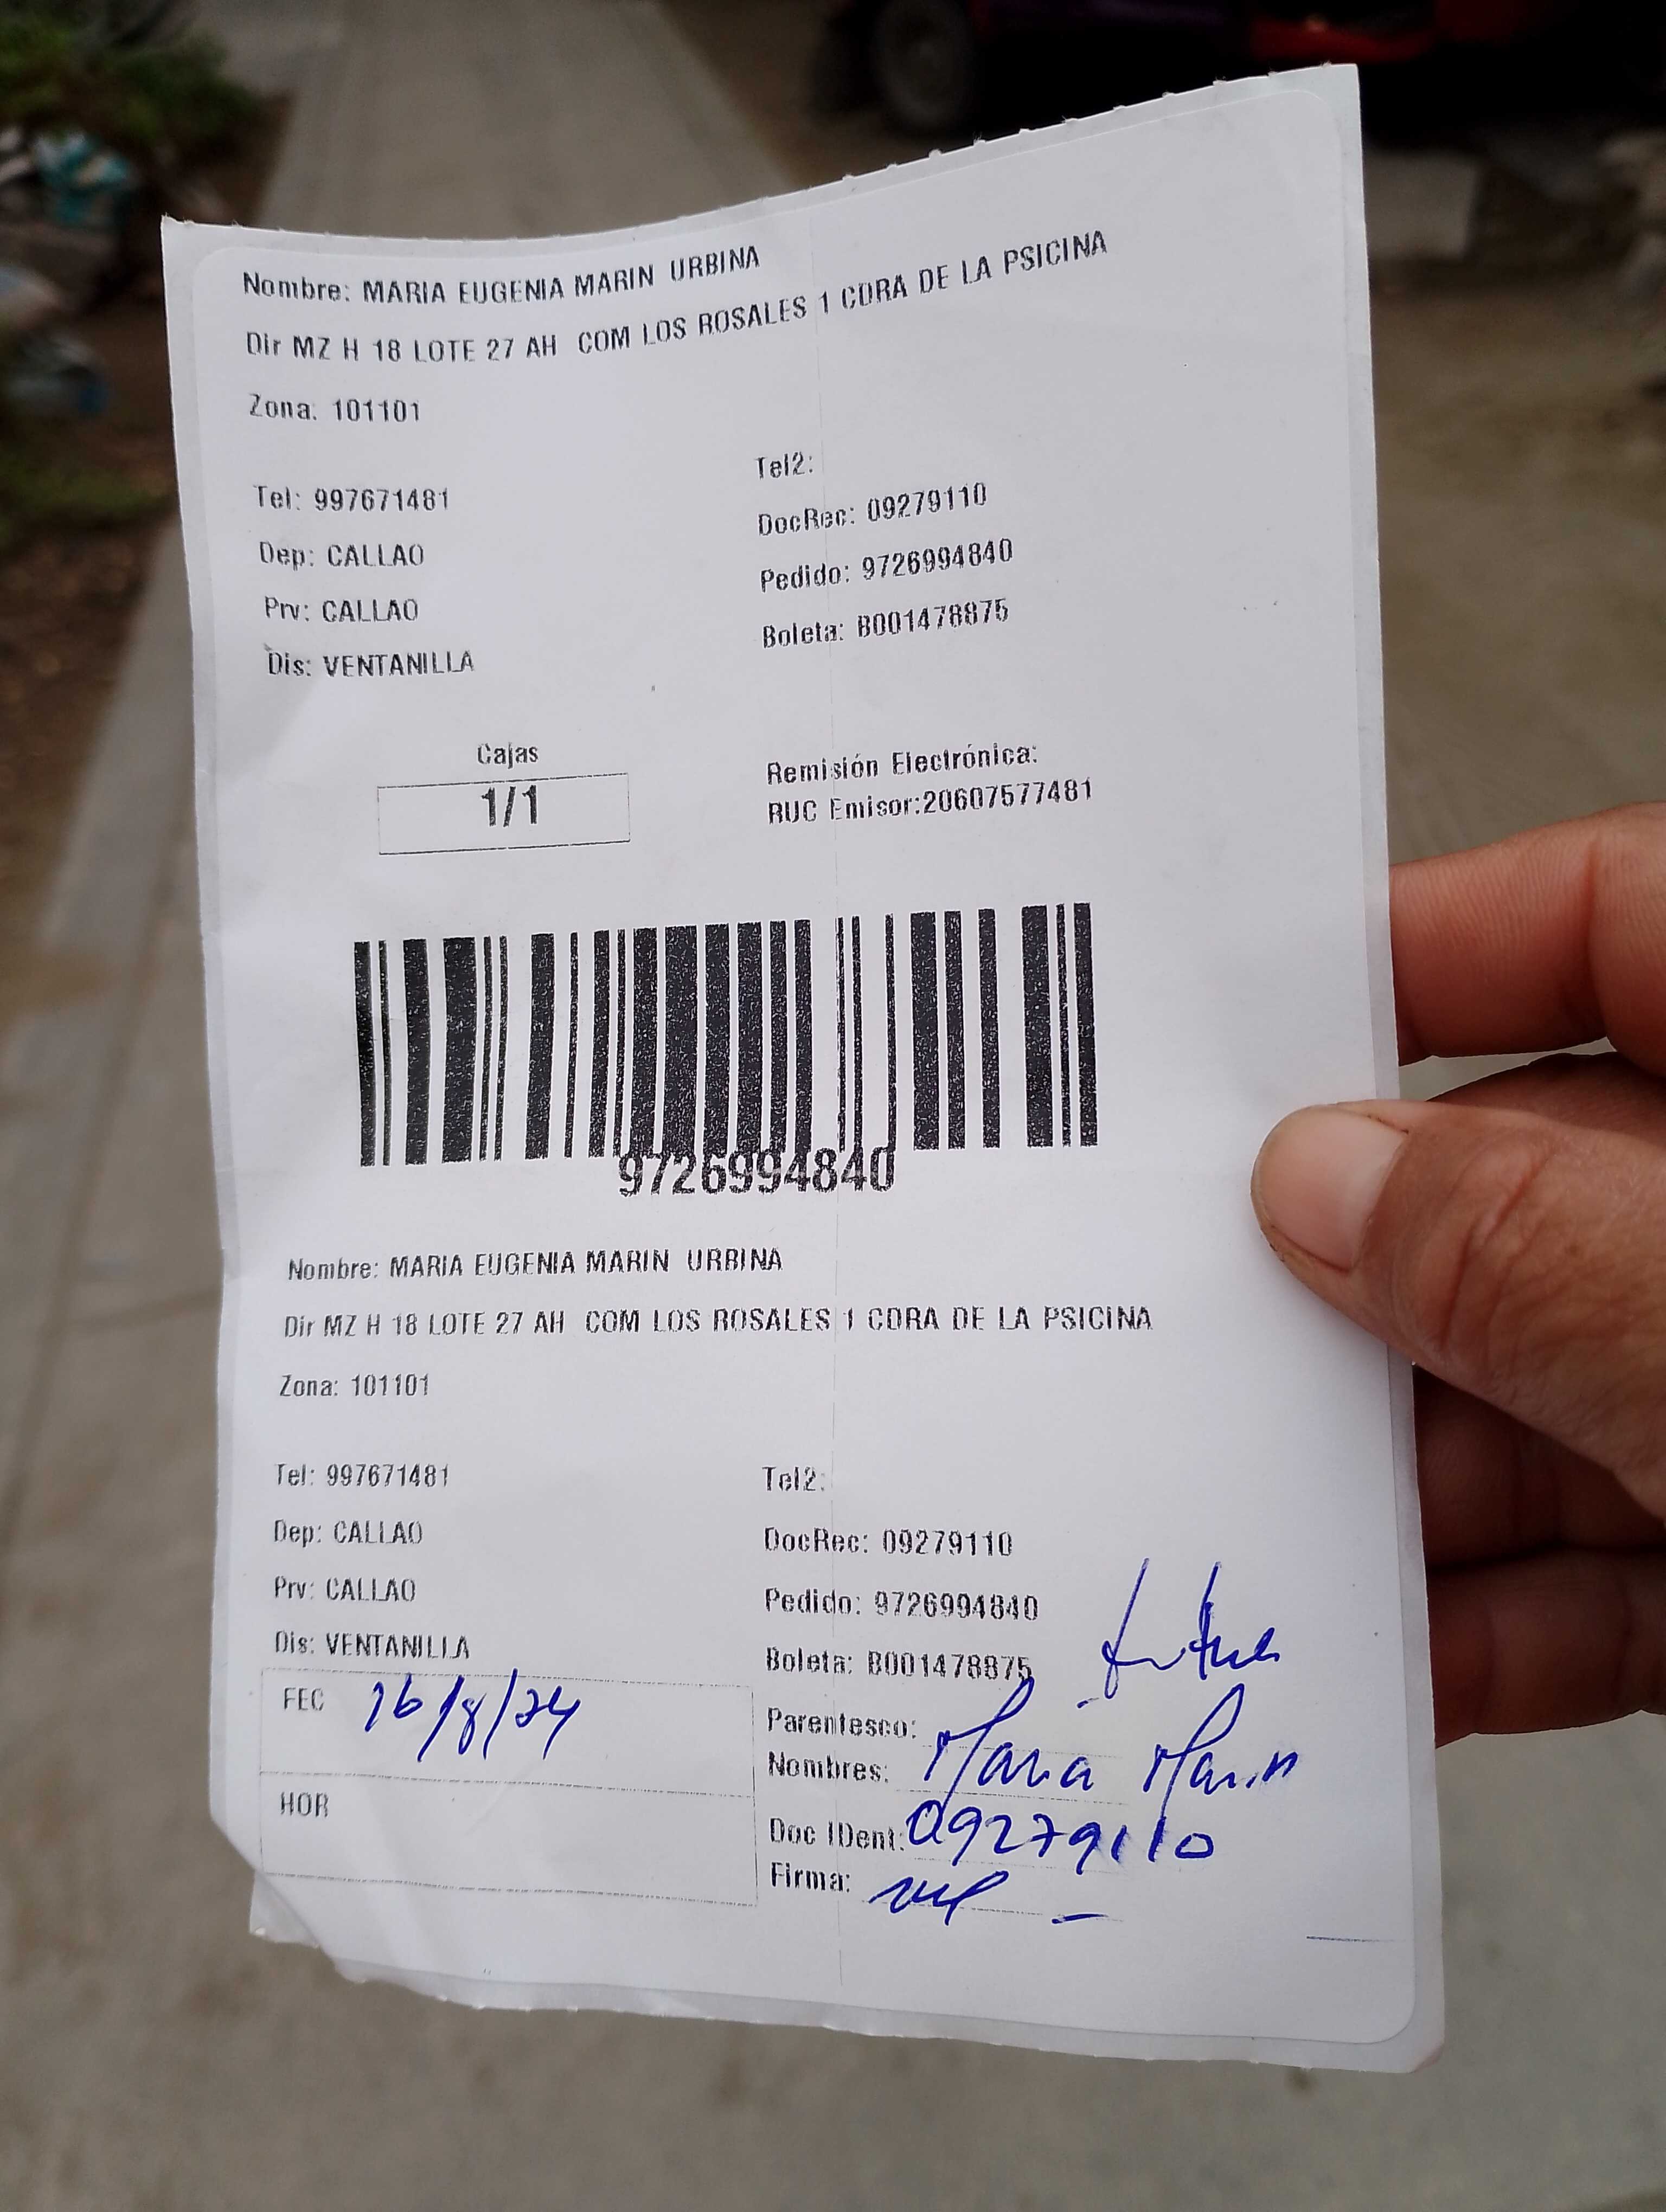 Nombre: MARIA EUGENIA MARIN URBINA
Dir MZ H 18 LOTE 27 AH COM LOS ROSALES 1 CDRA DE LA PSICINA
Zona: 101101
Tel: 997671481
Tel2:
DocRec: 09279110
Dep: CALLAO
Pedido: 9726994840
Prv: CALLAO
Boleta: B001478875
Dis: VENTANILLA
Cajas
1/1
Remisión Electrónica:
RUC Emisor:20607577481
9726994840
Nombre: MARIA EUGENIA MARIN URBINA
Dir MZ H 18 LOTE 27 AH COM LOS ROSALES 1 CDRA DE LA PSICINA
Zona: 101101
Tel: 997671481
Tel2:
Dep: CALLAO
DocRec: 09279110
Prv: CALLAO
Pedido: 9726994840
Dis: VENTANILLA
Boleta: B001478875
FEC 16/8/24
Parentesco:
Nombres: Maria Marin
HOR
Doc IDent: 09279110
Firma: